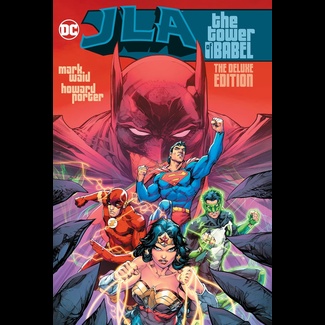 DC
JLA
the
tower
of BABEL
THE DELUXE
EDITION
mark
waid
howard
porter